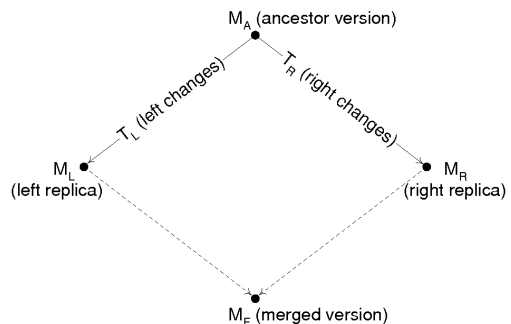 M_A (ancestor version)
T_L (left changes)
T_R (right changes)
M_L
(left replica)
M_R
(right replica)
M_F (merged version)